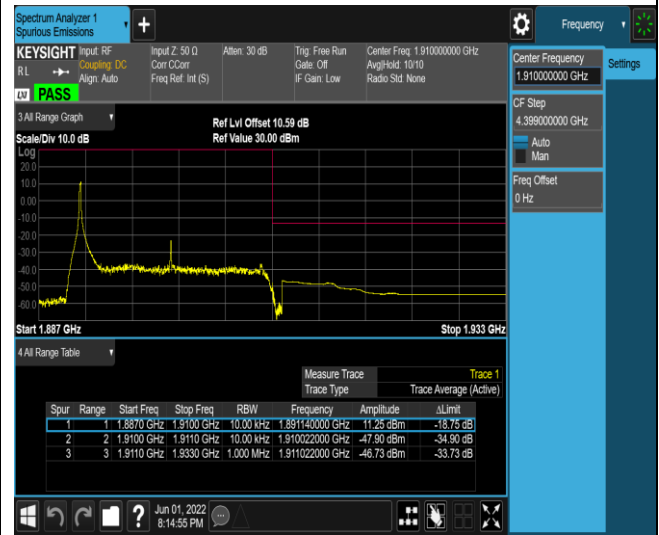 Spectrum Analyzer 1
Spurious Emissions
Frequency
KEYSIGHT
R L
LXI
PASS
Input: RF
Coupling: DC
Align: Auto
Input Z: 50 Ω
Corr CCorr
Freq Ref: Int (S)
Atten: 30 dB
Trig: Free Run
Gate: Off
IF Gain: Low
Center Freq: 1.910000000 GHz
Avg|Hold: 10/10
Radio Std: None
Center Frequency
1.910000000 GHz
Settings
CF Step
4.399000000 GHz
Auto
Man
Freq Offset
0 Hz
3 All Range Graph
Scale/Div 10.0 dB
Ref Lvl Offset 10.59 dB
Ref Value 30.00 dBm
Log
20.0
10.0
0.00
-10.0
-20.0
-30.0
-40.0
-50.0
-60.0
Start 1.887 GHz
Stop 1.933 GHz
4 All Range Table
Measure Trace Trace 1
Trace Type Trace Average (Active)
Spur Range Start Freq Stop Freq RBW Frequency Amplitude ΔLimit
1 1 1.8870 GHz 1.9100 GHz 10.00 kHz 1.891140000 GHz 11.25 dBm -18.75 dB
2 2 1.9100 GHz 1.9110 GHz 10.00 kHz 1.910022000 GHz -47.90 dBm -34.90 dB
3 3 1.9110 GHz 1.9330 GHz 1.000 MHz 1.911022000 GHz -46.73 dBm -33.73 dB
?
Jun 01, 2022
8:14:55 PM